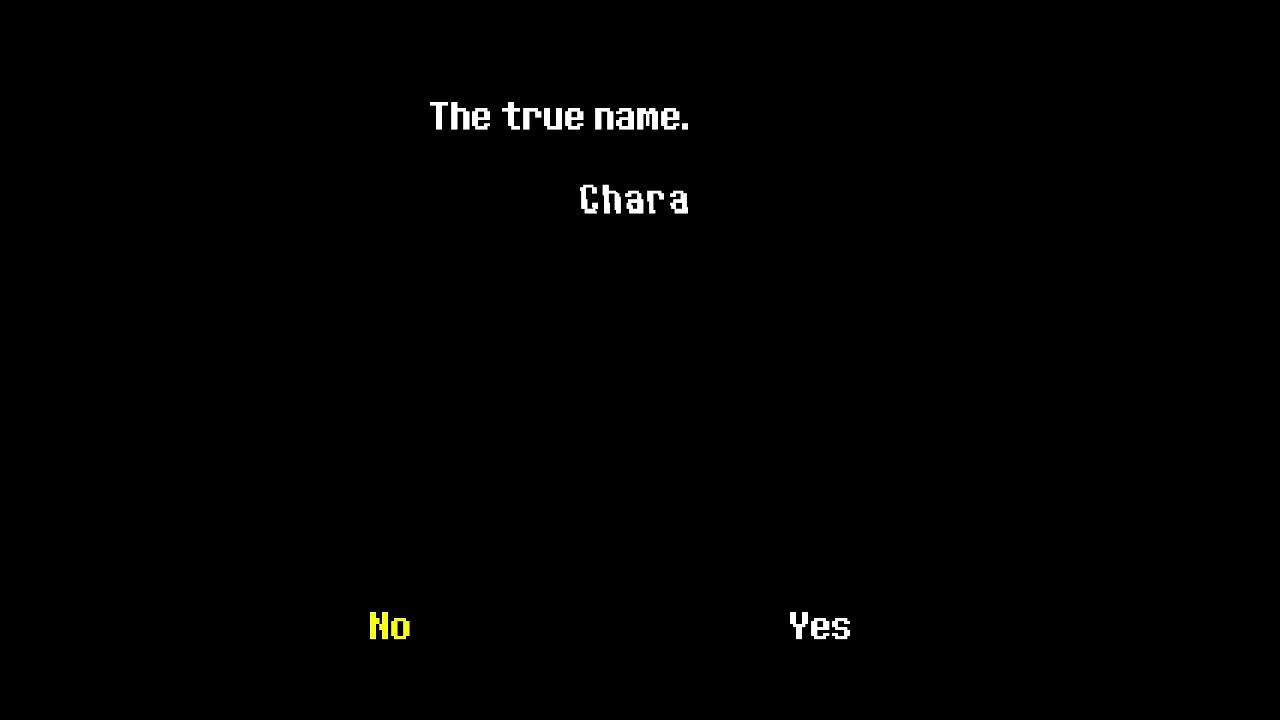 The true name.
Chara
No Yes